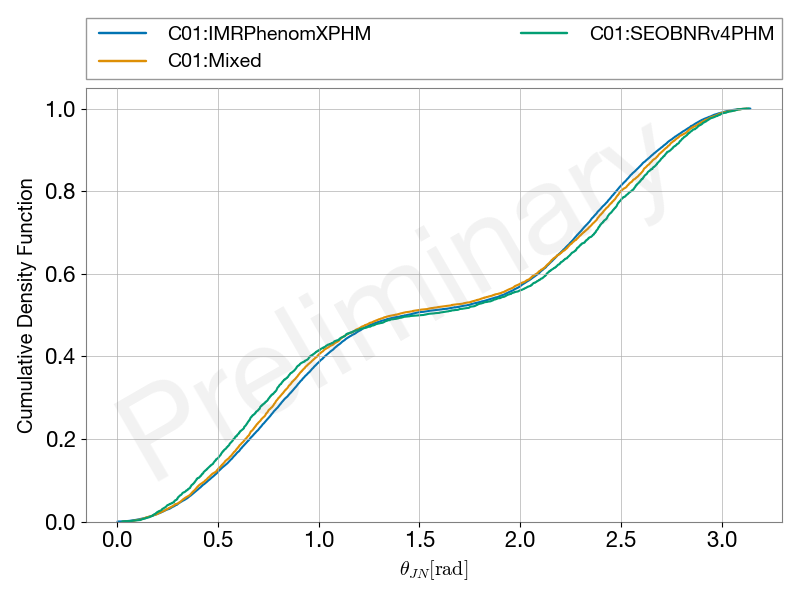 C01:IMRPhenomXPHM
C01:Mixed
C01:SEOBNRv4PHM
Preliminary
Cumulative Density Function
1.0
0.8
0.6
0.4
0.2
0.0
0.0 0.5 1.0 1.5 2.0 2.5 3.0
θ_JN[rad]